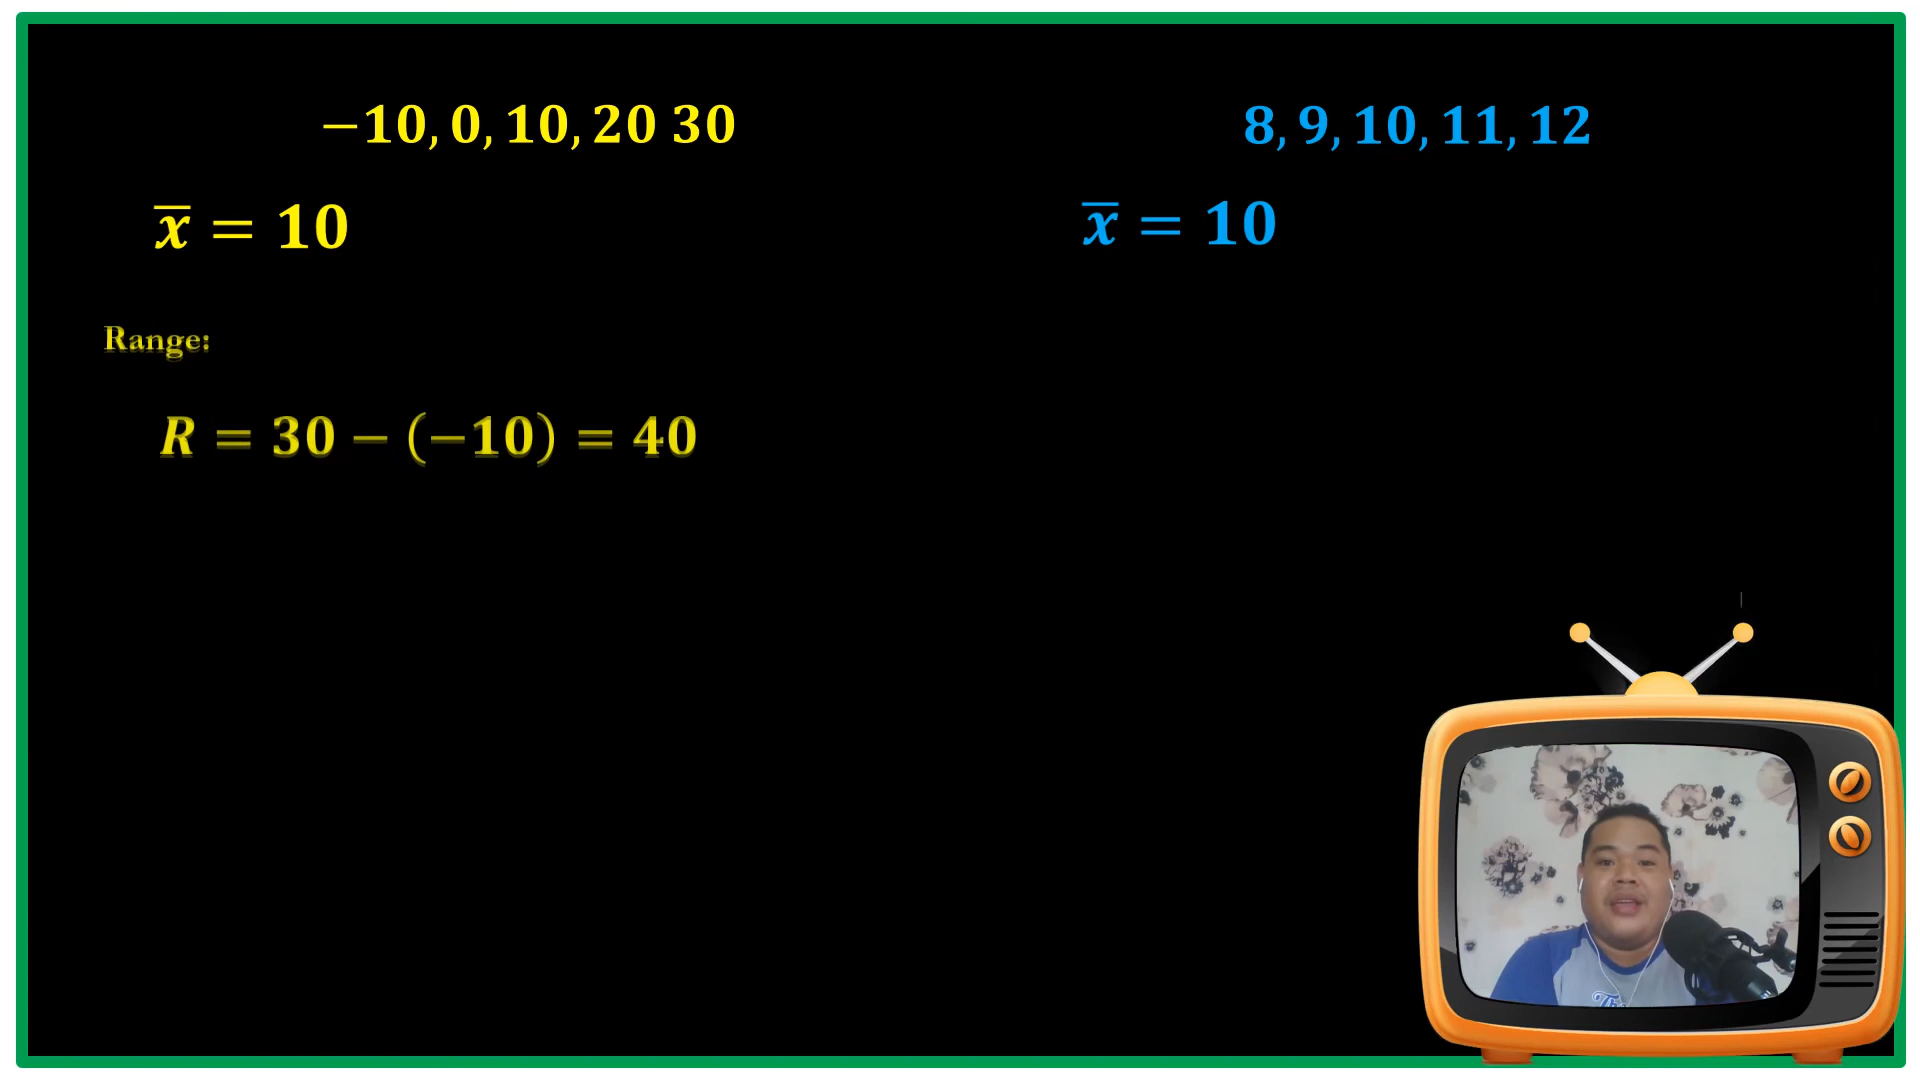 −10, 0, 10, 20 30
x̅ = 10
Range:
R = 30 − (−10) = 40
8, 9, 10, 11, 12
x̅ = 10